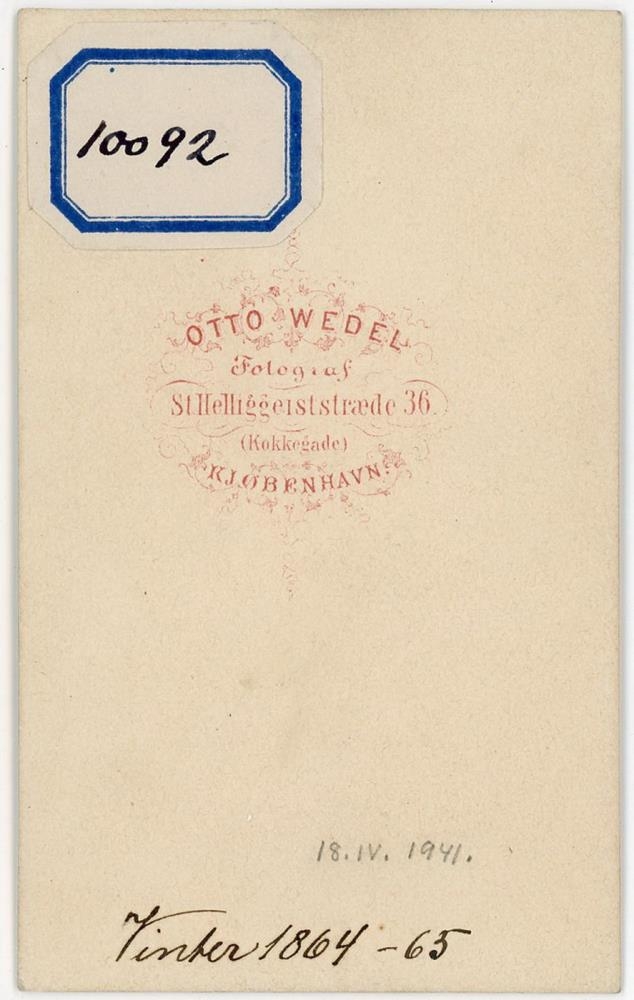 10092
OTTO WEDEL
Fotograf
St. Helliggeiststræde 36.
(Kokkegade)
KJØBENHAVN.
18.IV. 1941.
Vinter 1864 - 65